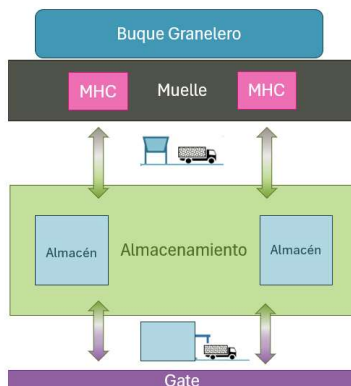 Buque Granelero
MHC Muelle MHC
Almacén Almacenamiento Almacén
Gate